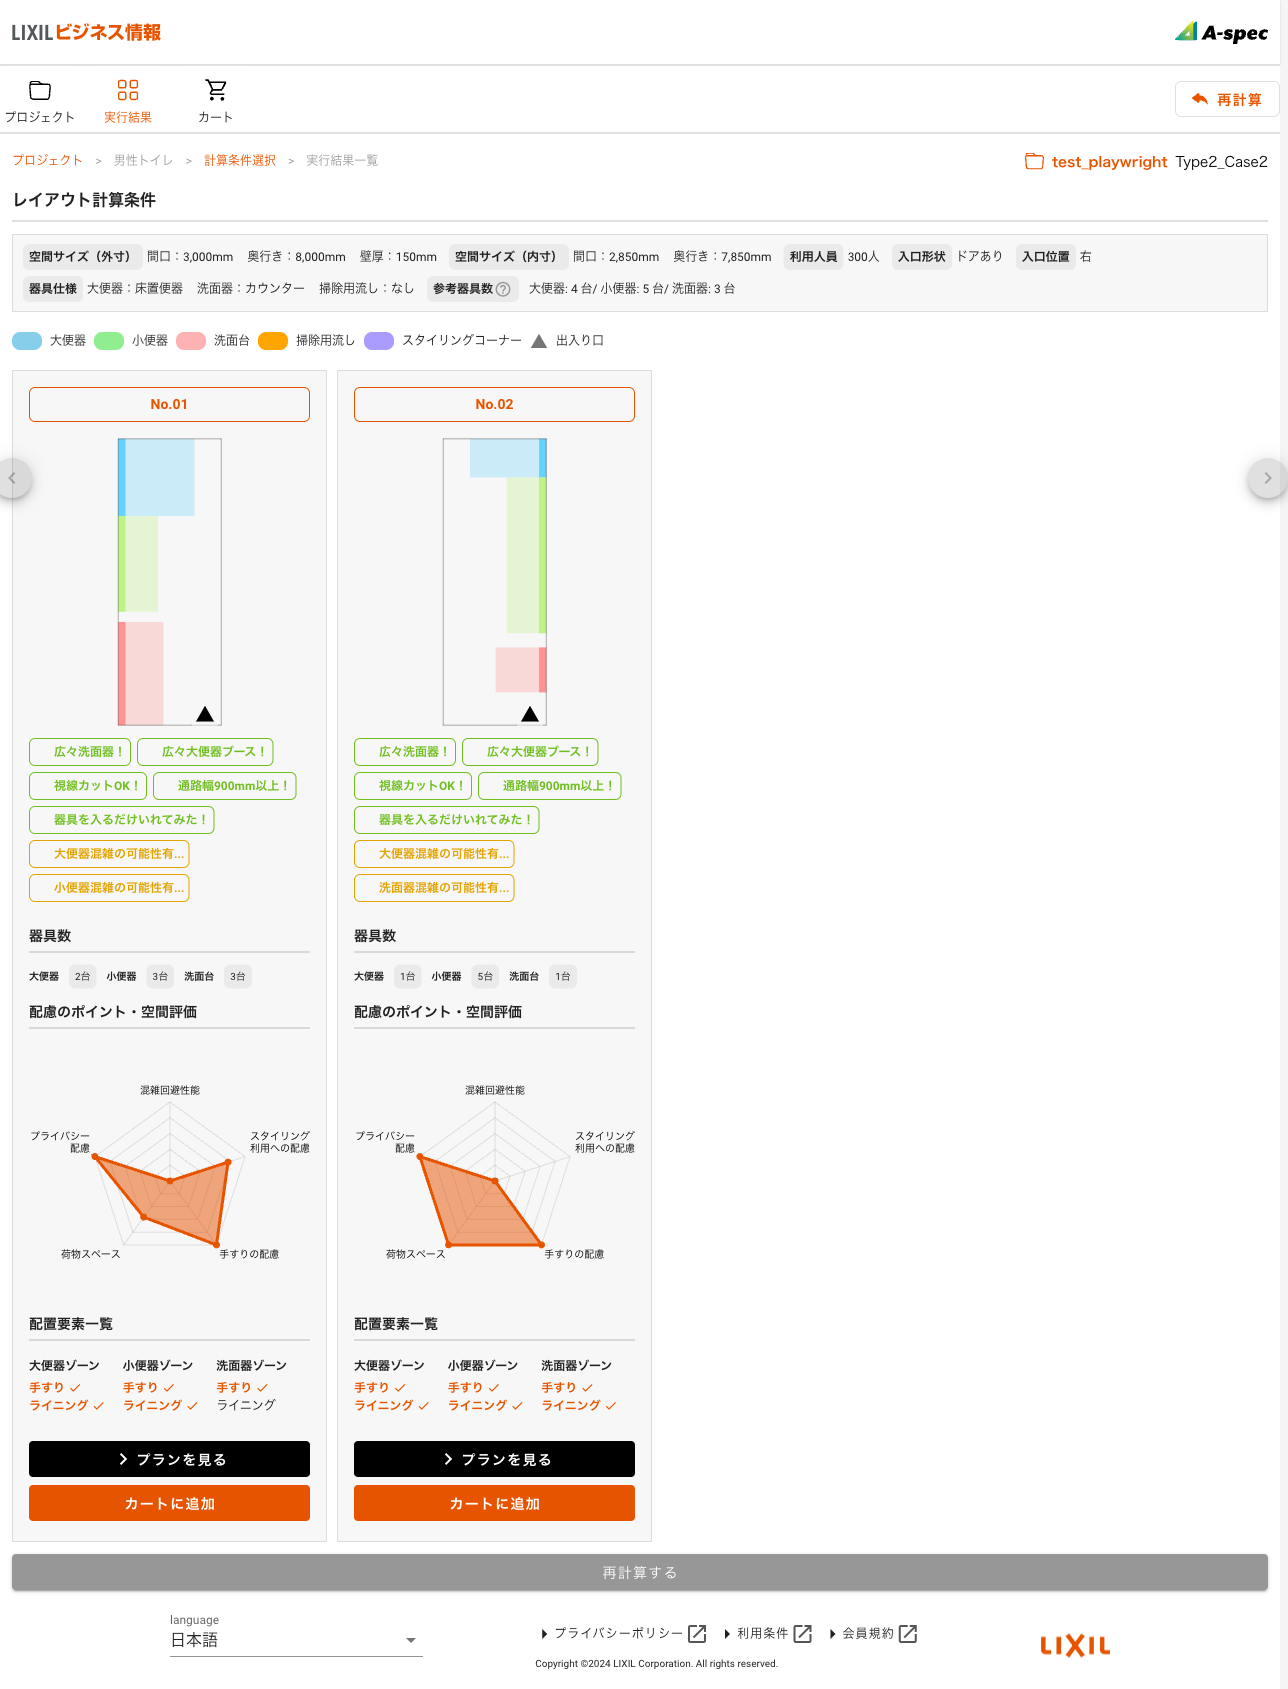 LIXILビジネス情報
A-spec
プロジェクト
実行結果
カート
再計算
プロジェクト > 男性トイレ > 計算条件選択 > 実行結果一覧
test_playwright Type2_Case2
レイアウト計算条件
空間サイズ（外寸） 間口：3,000mm 奥行き：8,000mm 壁厚：150mm 空間サイズ（内寸） 間口：2,850mm 奥行き：7,850mm 利用人員 300人 入口形状 ドアあり 入口位置 右
器具仕様 大便器：床置便器 洗面器：カウンター 掃除用流し：なし 参考器具数 ? 大便器: 4 台/ 小便器: 5 台/ 洗面器: 3 台
大便器 小便器 洗面台 掃除用流し スタイリングコーナー 出入り口
No.01
広々洗面器！ 広々大便器ブース！
視線カットOK！ 通路幅900mm以上！
器具を入るだけいれてみた！
大便器混雑の可能性有...
小便器混雑の可能性有...
器具数
大便器 2台 小便器 3台 洗面台 3台
配慮のポイント・空間評価
混雑回避性能
プライバシー
配慮
スタイリング
利用への配慮
荷物スペース
手すりの配慮
配置要素一覧
大便器ゾーン 小便器ゾーン 洗面器ゾーン
手すり 手すり 手すり
ライニング ライニング ライニング
プランを見る
カートに追加
No.02
広々洗面器！ 広々大便器ブース！
視線カットOK！ 通路幅900mm以上！
器具を入るだけいれてみた！
大便器混雑の可能性有...
洗面器混雑の可能性有...
器具数
大便器 1台 小便器 5台 洗面台 1台
配慮のポイント・空間評価
混雑回避性能
プライバシー
配慮
スタイリング
利用への配慮
荷物スペース
手すりの配慮
配置要素一覧
大便器ゾーン 小便器ゾーン 洗面器ゾーン
手すり 手すり 手すり
ライニング ライニング ライニング
プランを見る
カートに追加
再計算する
language
日本語
プライバシーポリシー 利用条件 会員規約
Copyright ©2024 LIXIL Corporation. All rights reserved.
LIXIL